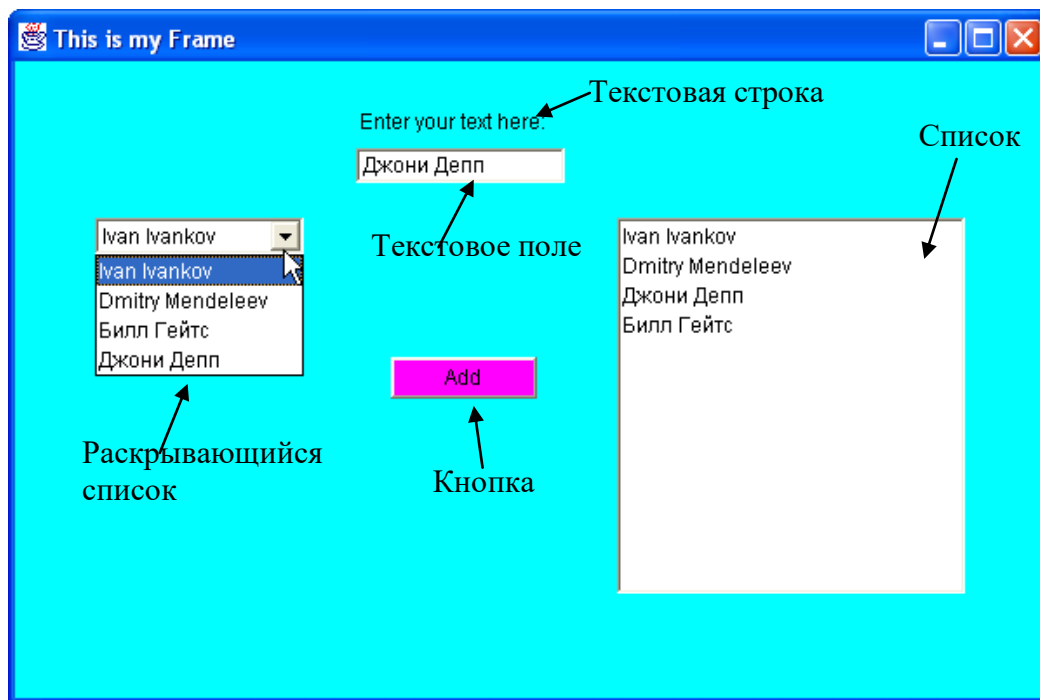 This is my Frame
Текстовая строка
Enter your text here:
Список
Джони Депп
Текстовое поле
Ivan Ivankov
Ivan Ivankov
Dmitry Mendeleev
Билл Гейтс
Джони Депп
Ivan Ivankov
Dmitry Mendeleev
Джони Депп
Билл Гейтс
Add
Раскрывающийся
список
Кнопка